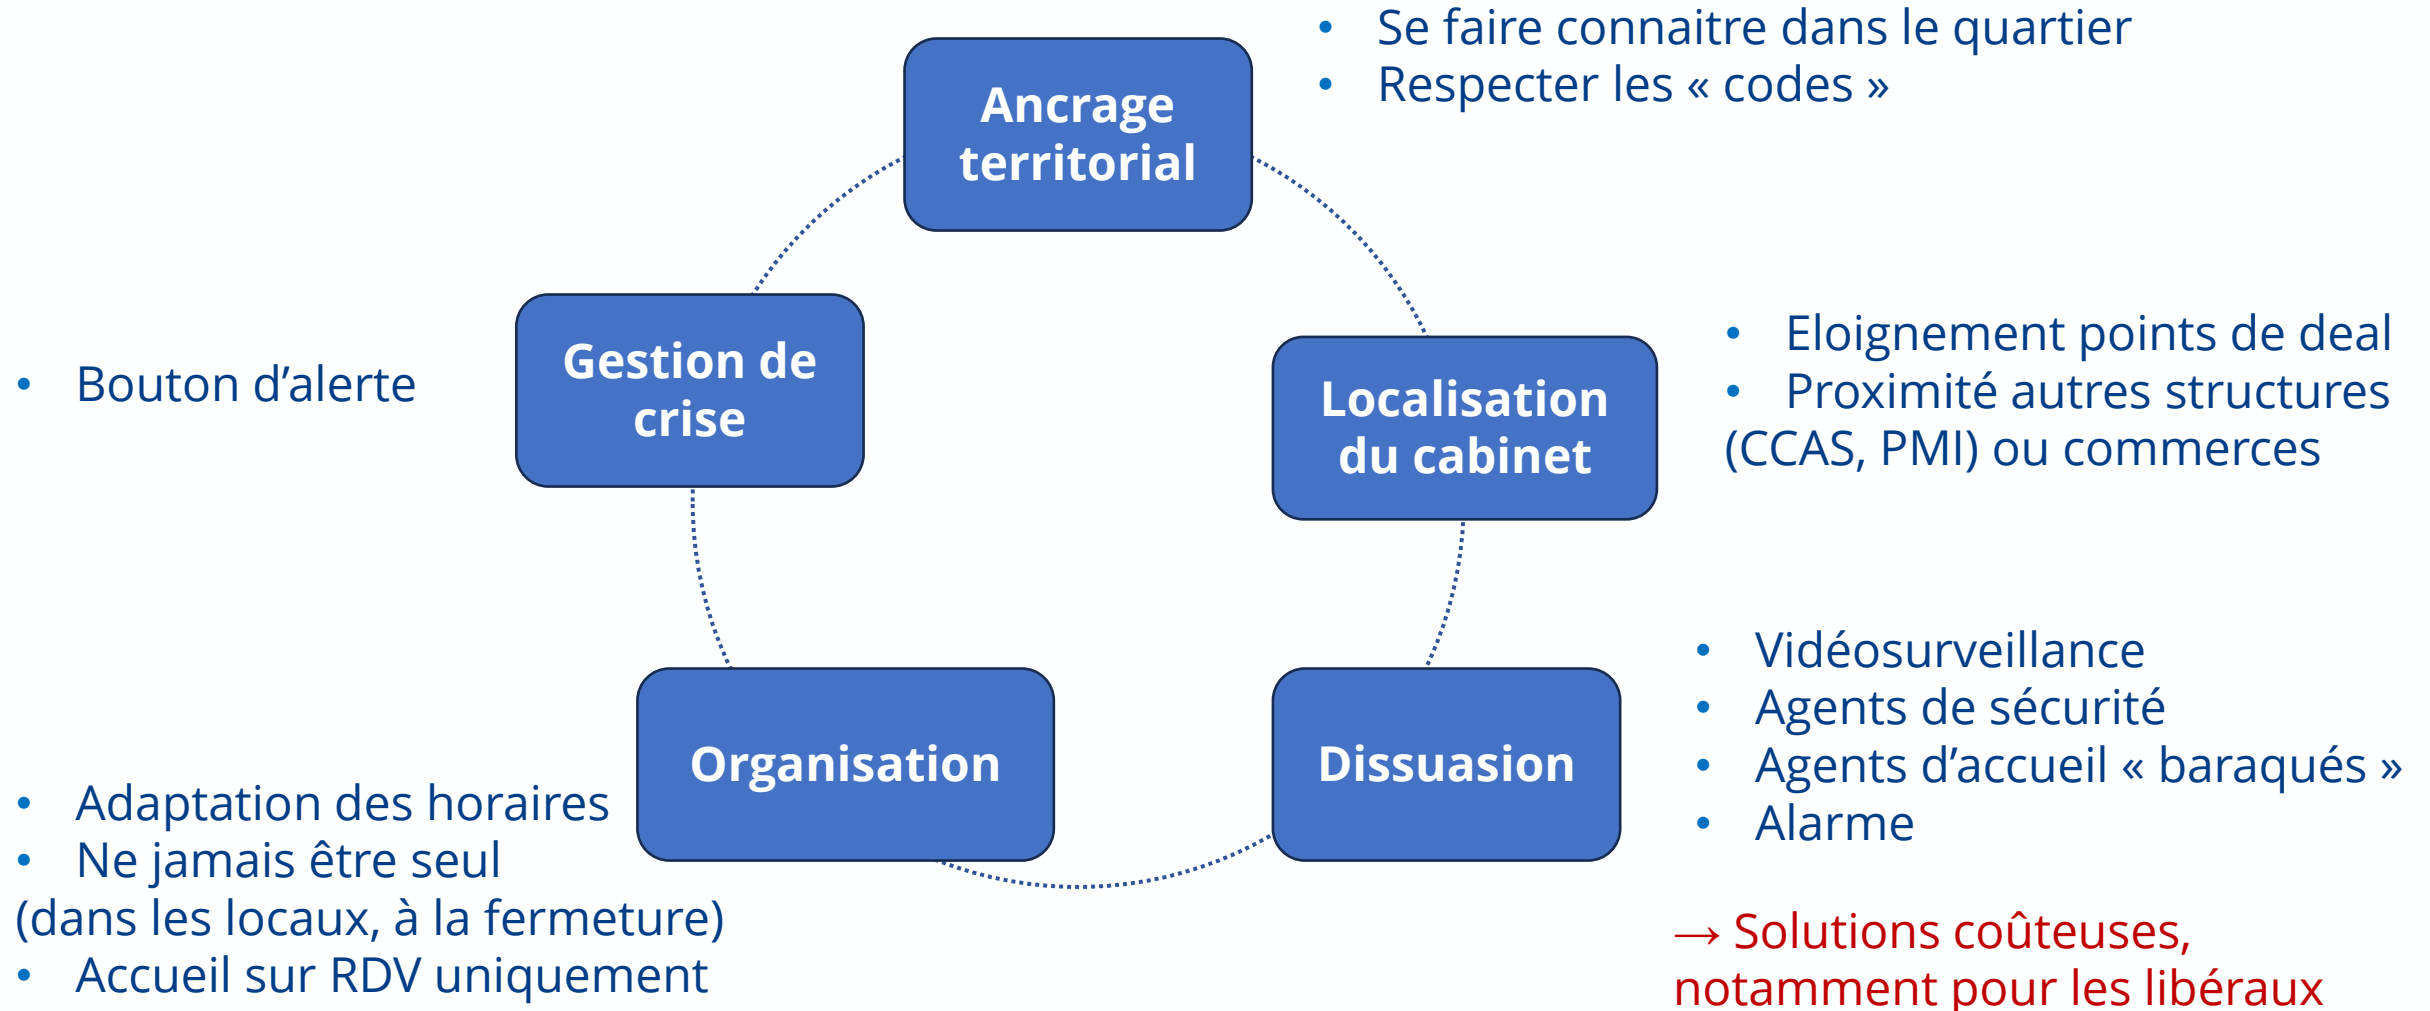 Ancrage
territorial
• Se faire connaitre dans le quartier
• Respecter les « codes »
Localisation
du cabinet
• Eloignement points de deal
• Proximité autres structures
(CCAS, PMI) ou commerces
Dissuasion
• Vidéosurveillance
• Agents de sécurité
• Agents d’accueil « baraqués »
• Alarme
→ Solutions coûteuses,
notamment pour les libéraux
Organisation
• Adaptation des horaires
• Ne jamais être seul
(dans les locaux, à la fermeture)
• Accueil sur RDV uniquement
Gestion de
crise
• Bouton d’alerte